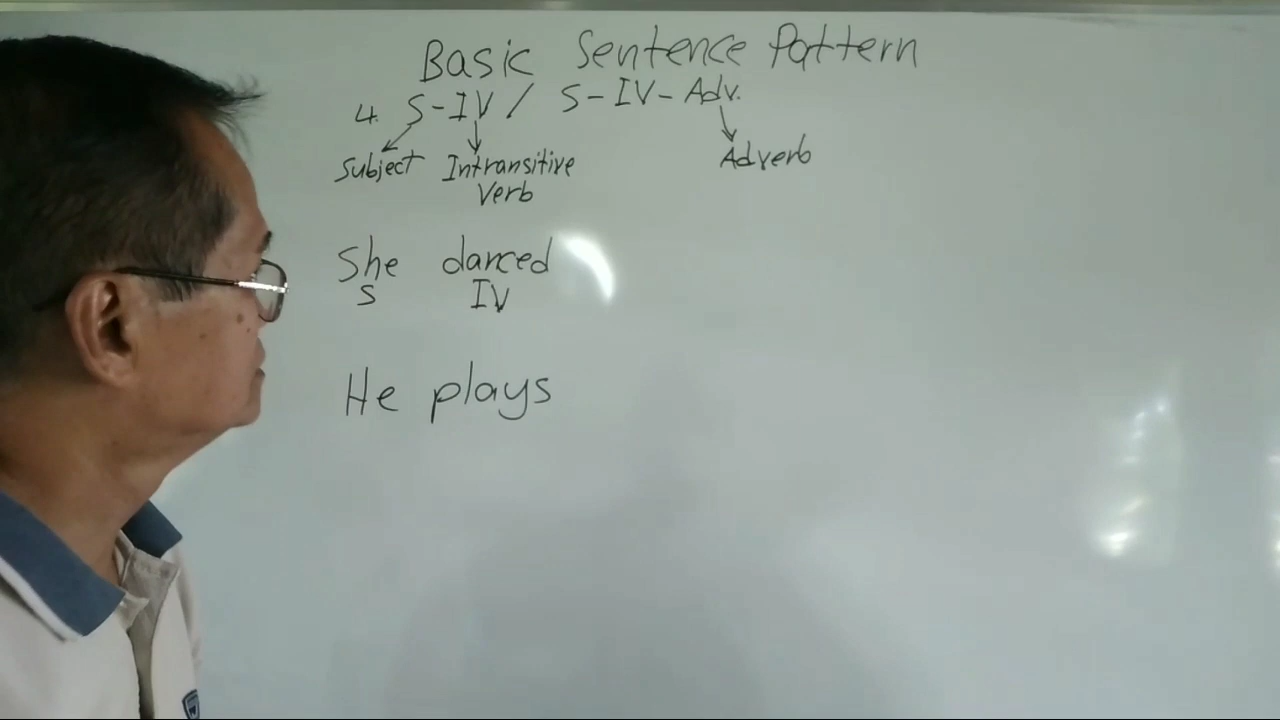 Basic Sentence Pattern
4. S-IV / S-IV-Adv.
Subject Intransitive Adverb
Verb
She danced
S IV
He plays